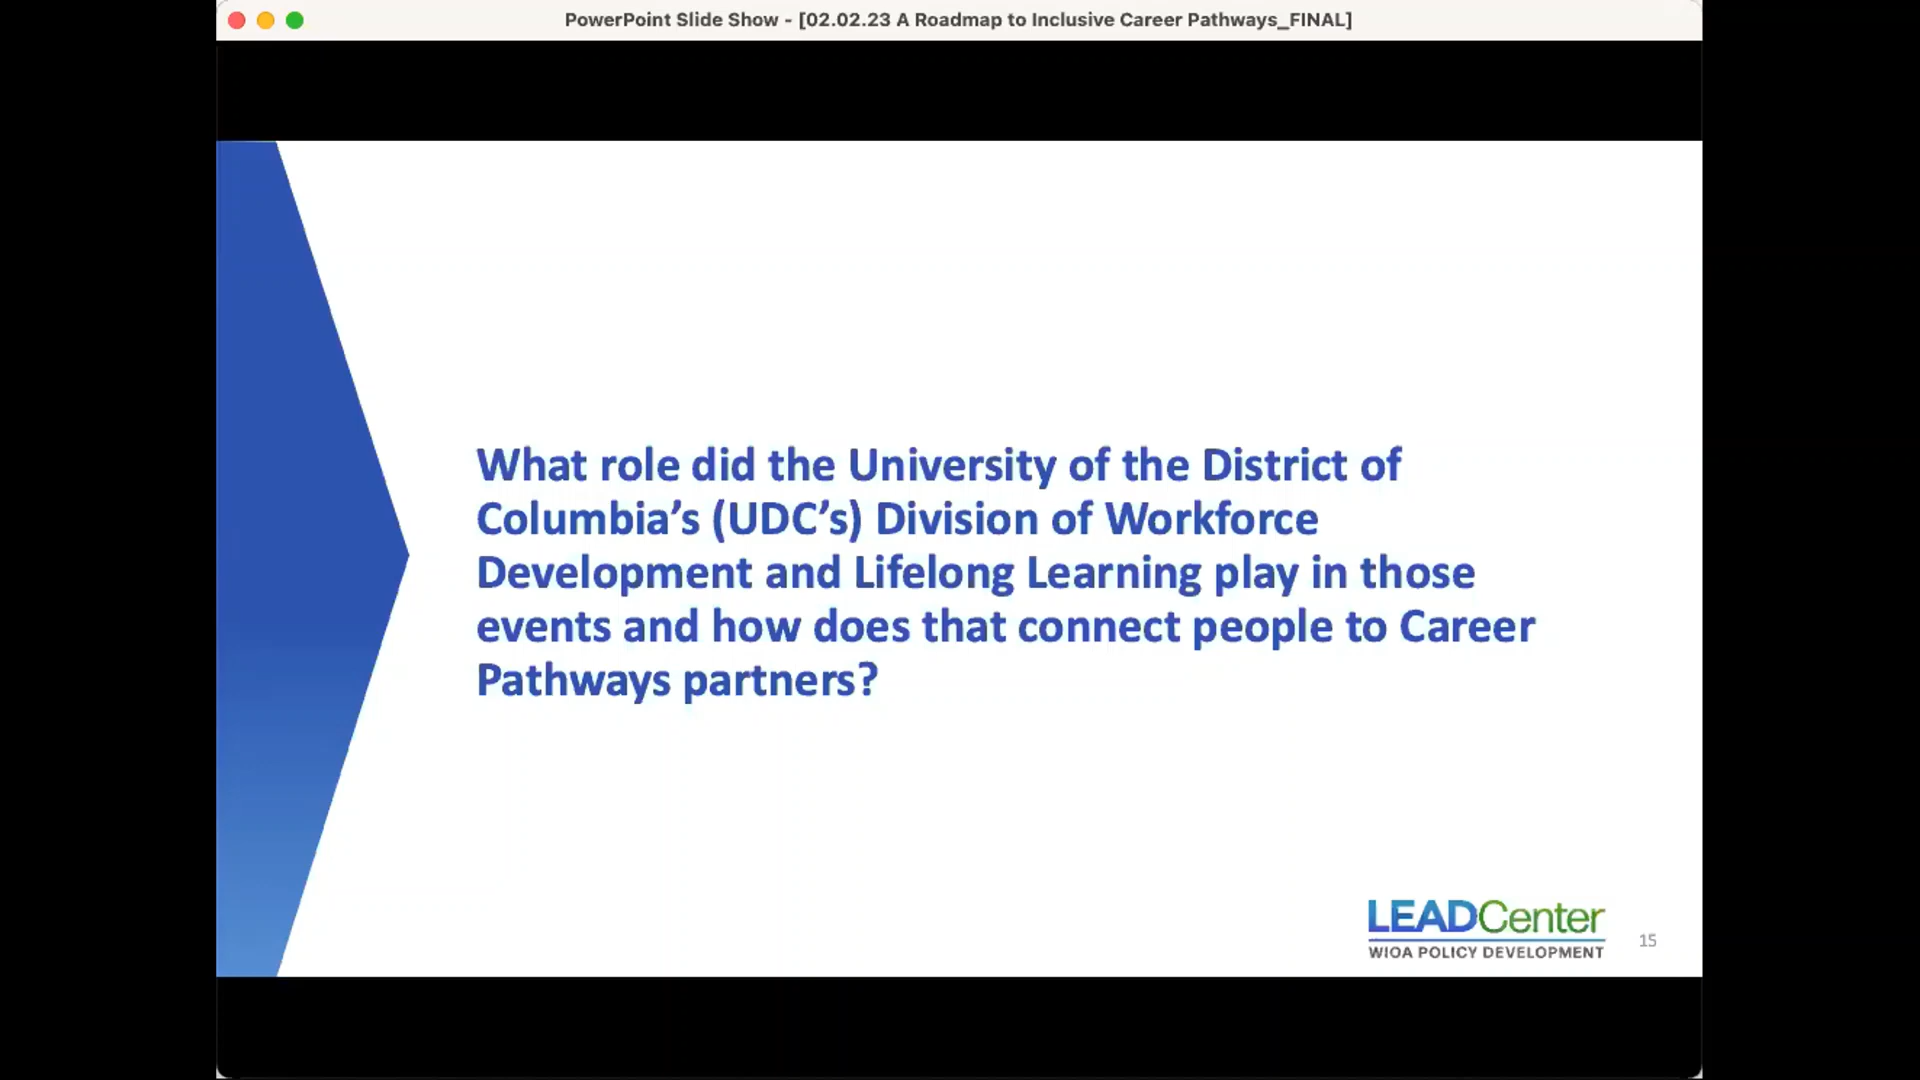 PowerPoint Slide Show - [02.02.23 A Roadmap to Inclusive Career Pathways_FINAL]
What role did the University of the District of
Columbia’s (UDC’s) Division of Workforce
Development and Lifelong Learning play in those
events and how does that connect people to Career
Pathways partners?
LEADCenter
WIOA POLICY DEVELOPMENT
15